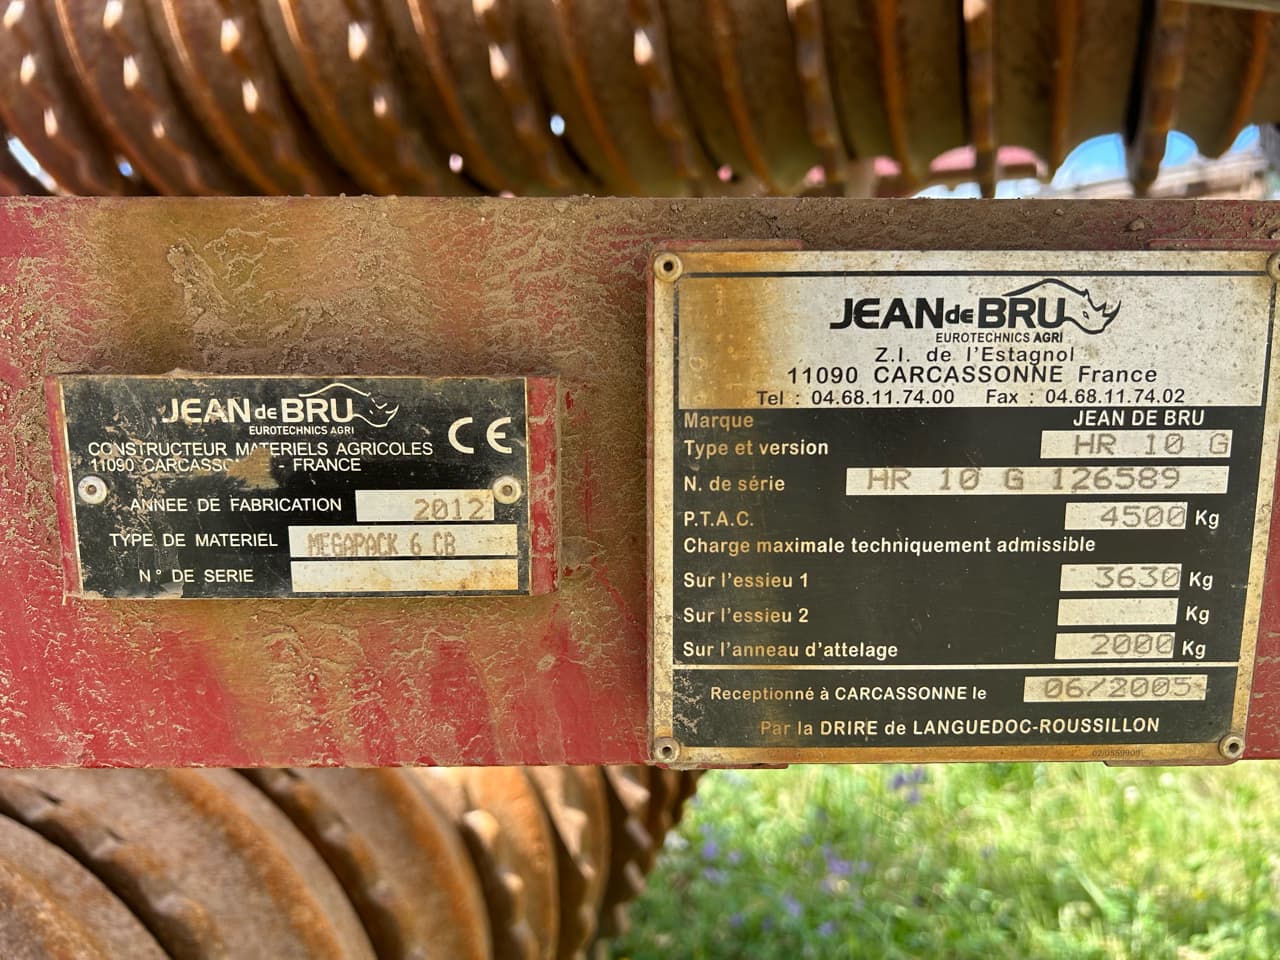 JEAN de BRU
EUROTECHNICS AGRI
CONSTRUCTEUR MATERIELS AGRICOLES
11090 CARCASSONNE - FRANCE
CE
ANNEE DE FABRICATION 2012
TYPE DE MATERIEL MEGAPACK 6 CB
N° DE SERIE
JEAN de BRU
EUROTECHNICS AGRI
Z.I. de l'Estagnol
11090 CARCASSONNE France
Tel : 04.68.11.74.00 Fax : 04.68.11.74.02
Marque JEAN DE BRU
Type et version HR 10 G
N. de série HR 10 G 126589
P.T.A.C. 4500 Kg
Charge maximale techniquement admissible
Sur l'essieu 1 3630 Kg
Sur l'essieu 2 Kg
Sur l'anneau d'attelage 2000 Kg
Receptionné à CARCASSONNE le 06/2005
Par la DRIRE de LANGUEDOC-ROUSSILLON